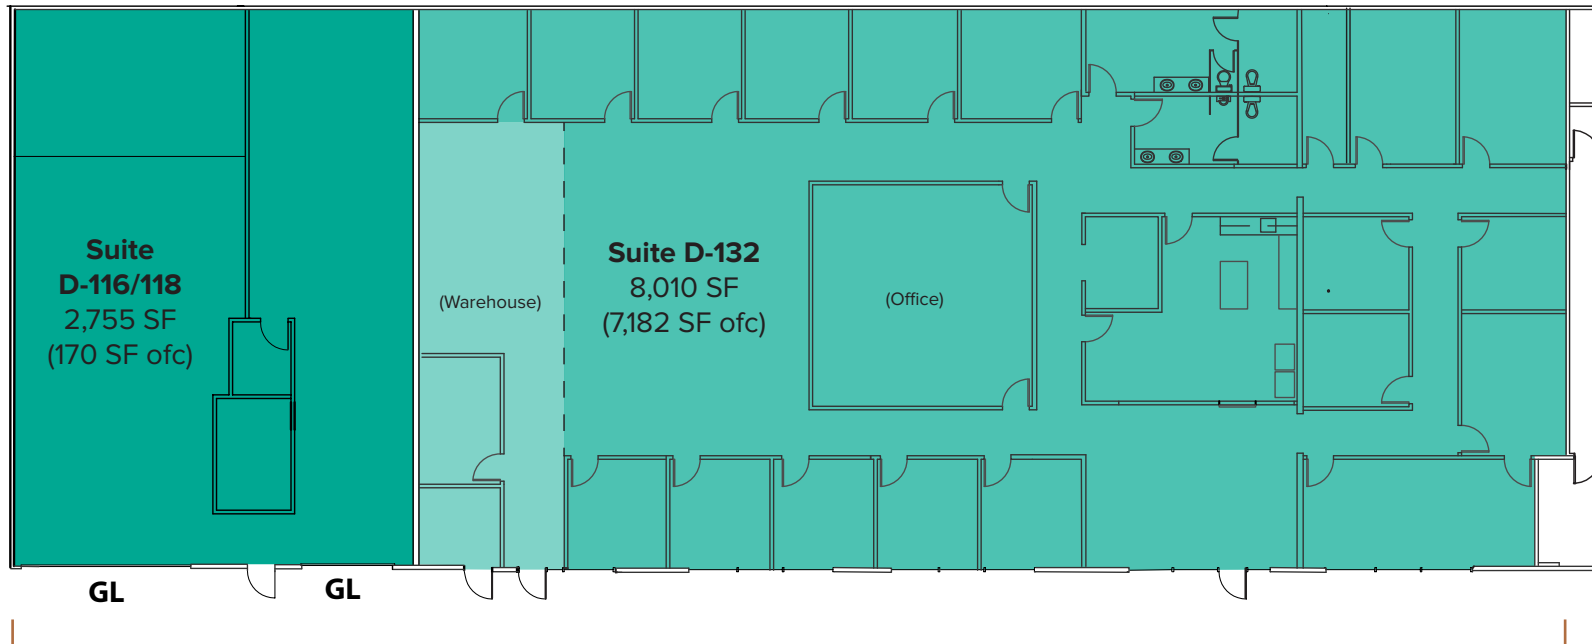 Suite
D-116/118
2,755 SF
(170 SF ofc)
(Warehouse)
Suite D-132
8,010 SF
(7,182 SF ofc)
(Office)
GL
GL